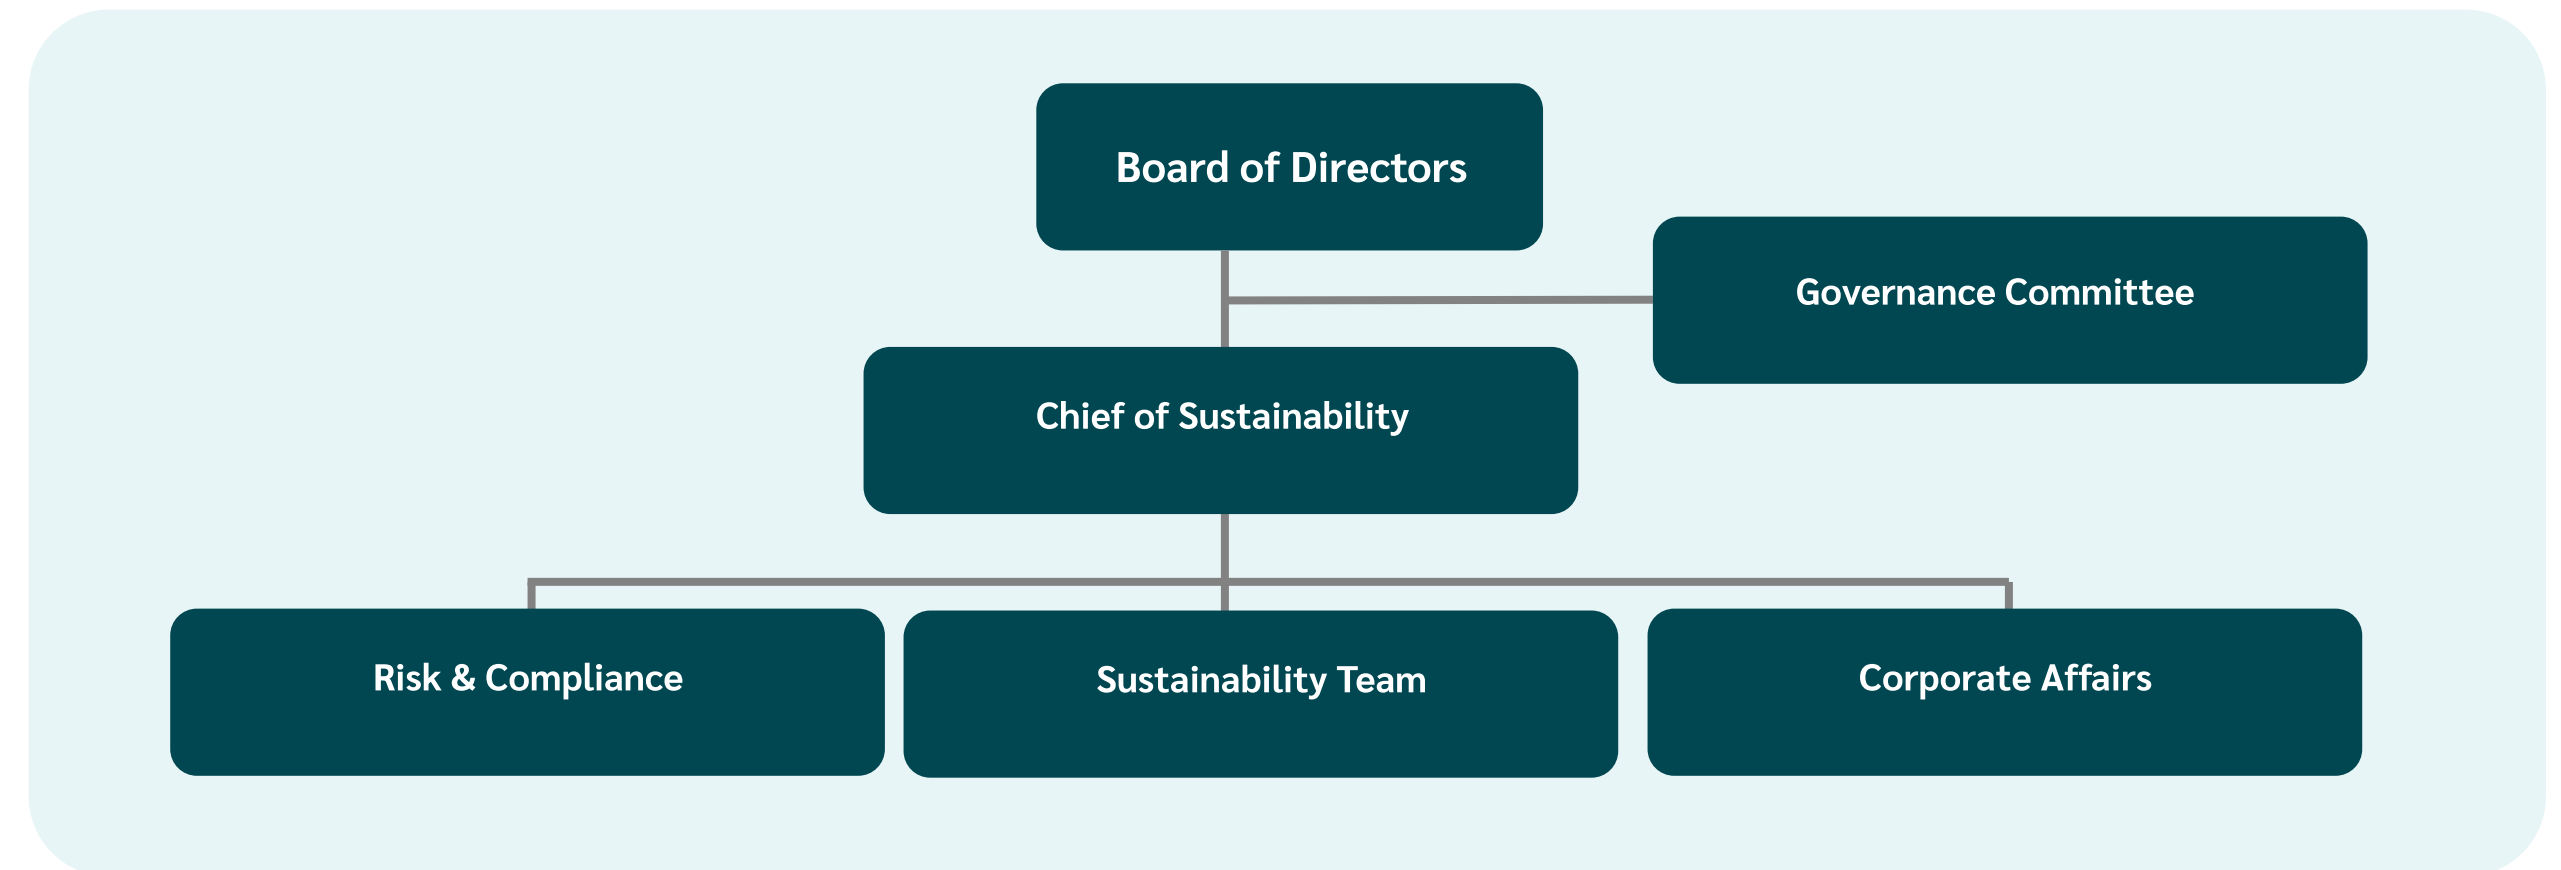 Board of Directors
Governance Committee
Chief of Sustainability
Risk & Compliance
Sustainability Team
Corporate Affairs